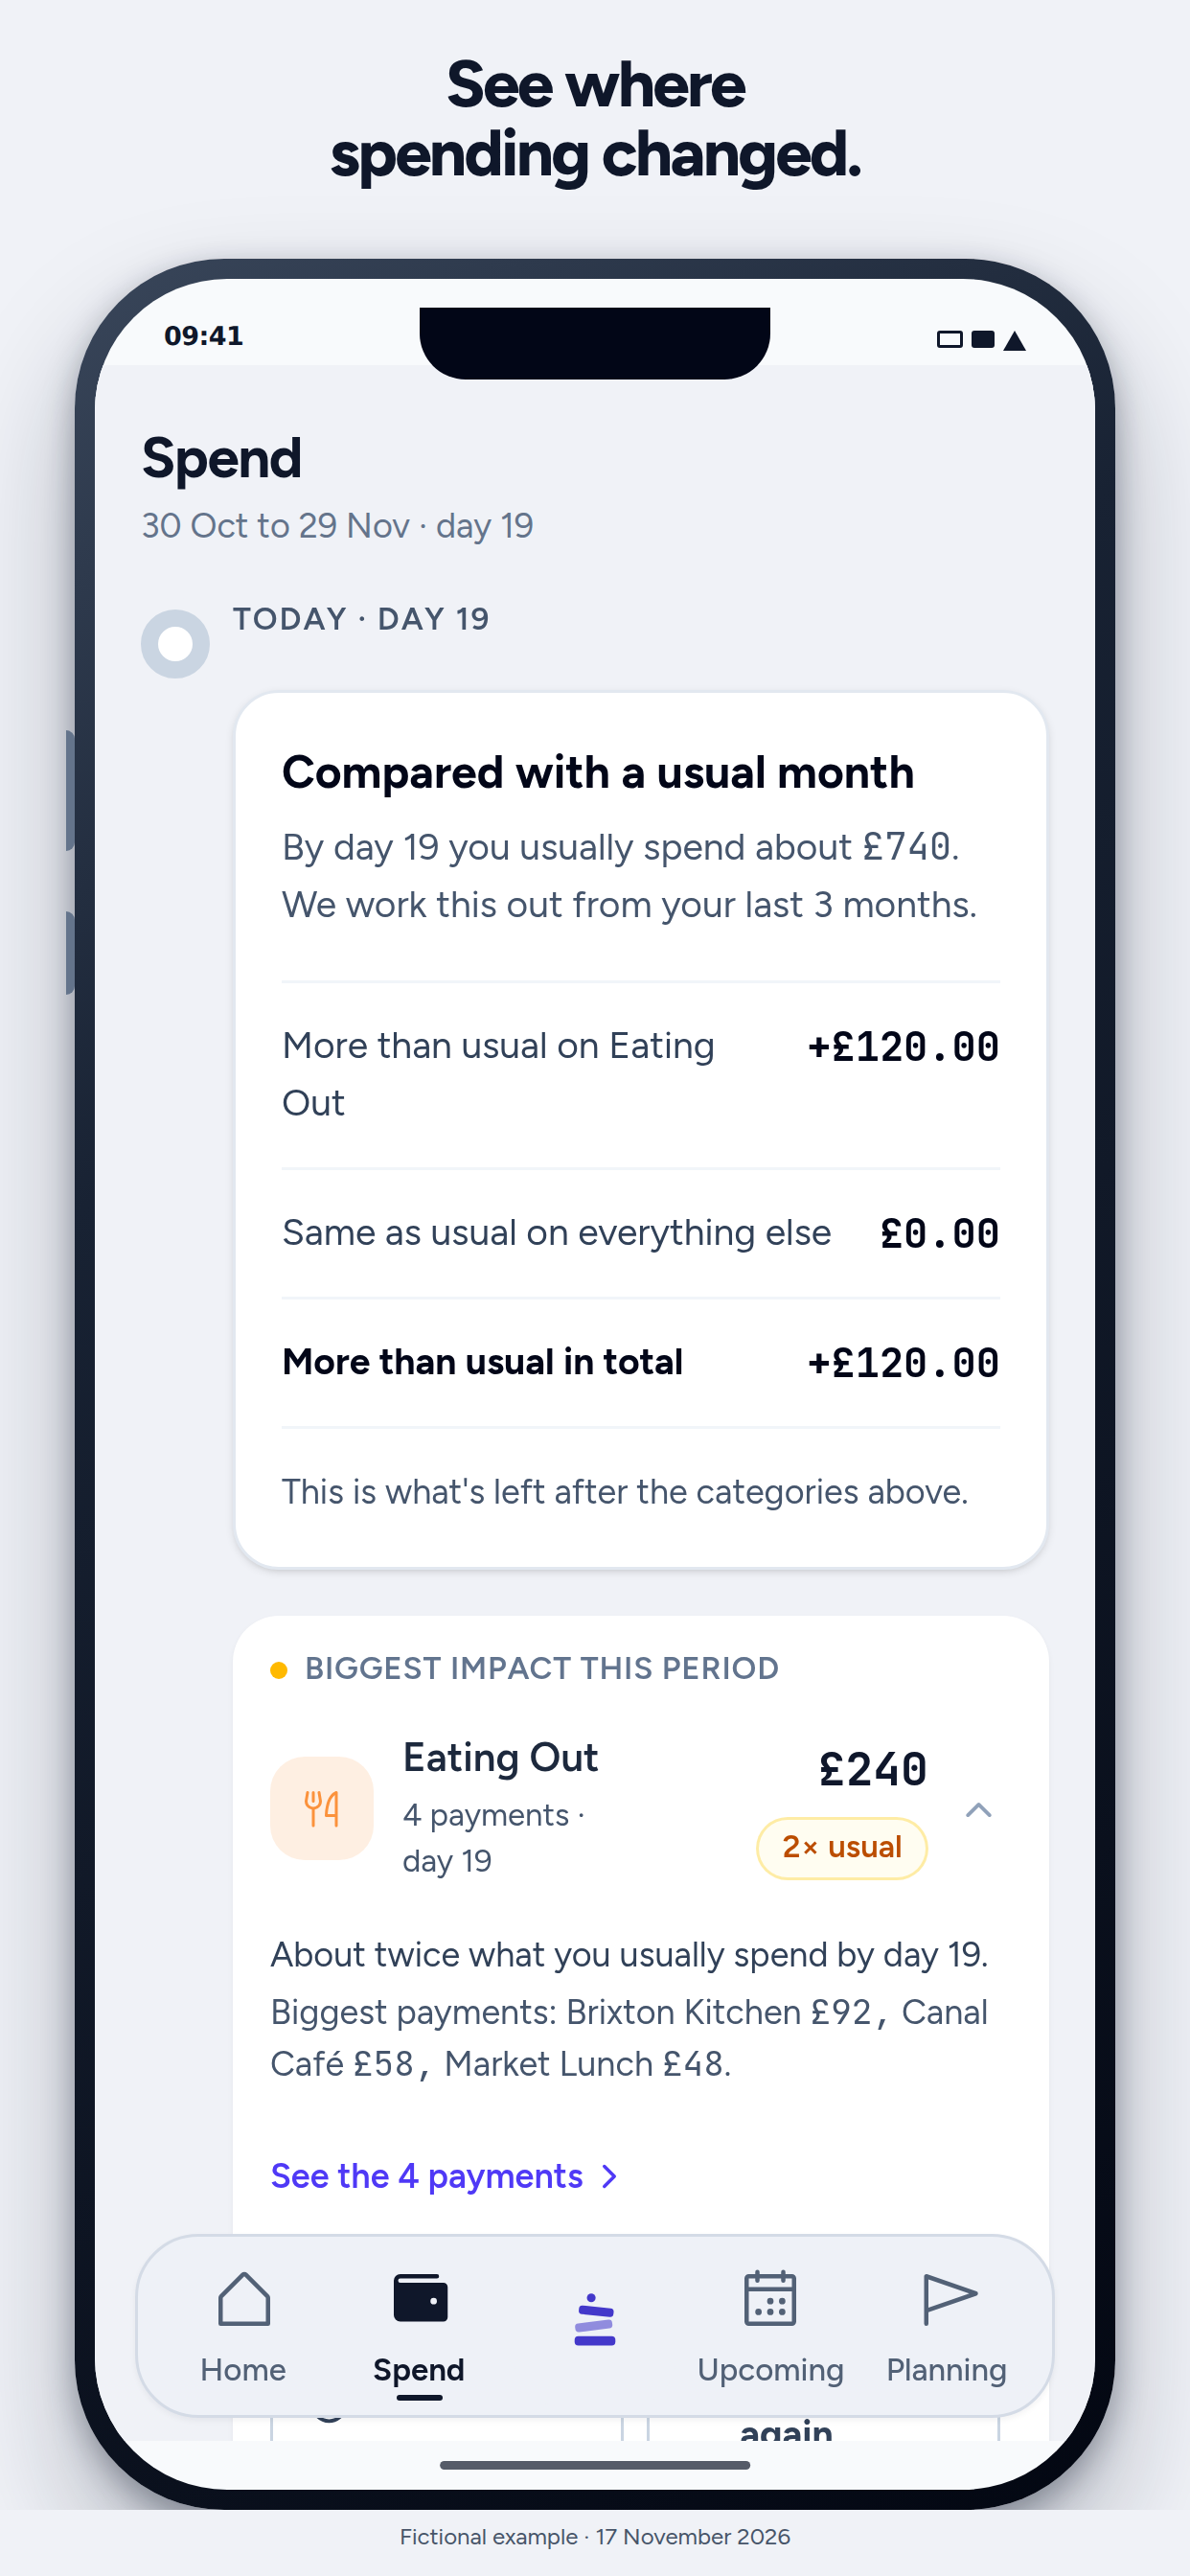 See where
spending changed.
09:41
Spend
30 Oct to 29 Nov · day 19
TODAY · DAY 19
Compared with a usual month
By day 19 you usually spend about £740.
We work this out from your last 3 months.
More than usual on Eating +£120.00
Out
Same as usual on everything else £0.00
More than usual in total +£120.00
This is what's left after the categories above.
BIGGEST IMPACT THIS PERIOD
Eating Out
£240
4 payments ·
day 19
2× usual
About twice what you usually spend by day 19.
Biggest payments: Brixton Kitchen £92, Canal
Café £58, Market Lunch £48.
See the 4 payments
Home Spend Upcoming Planning
again
Fictional example · 17 November 2026